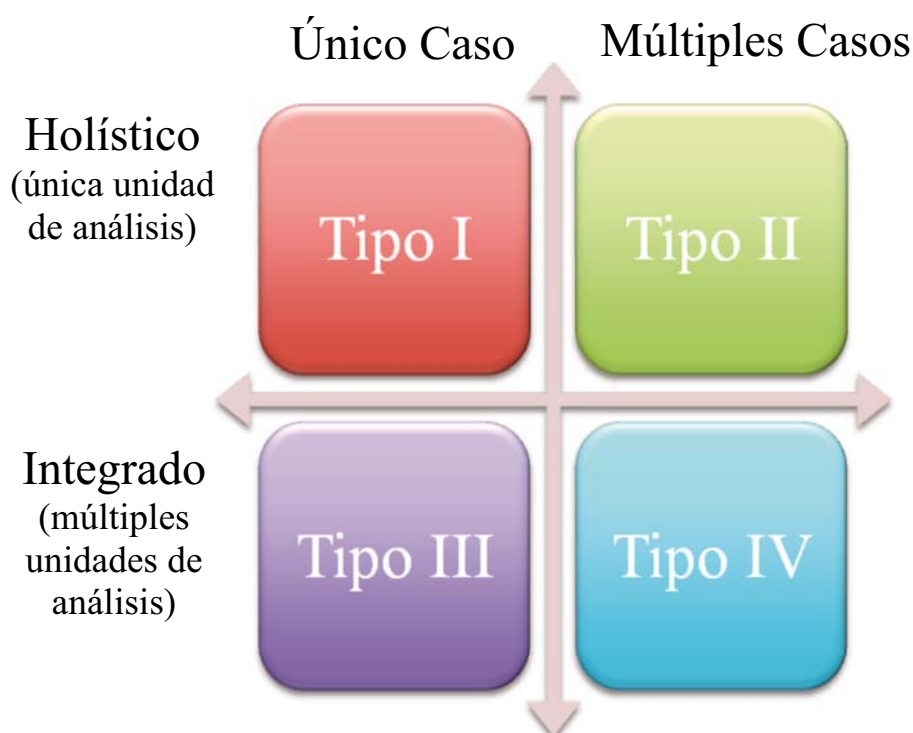 Único Caso
Múltiples Casos
Holístico
(única unidad
de análisis)
Tipo I
Tipo II
Integrado
(múltiples
unidades de
análisis)
Tipo III
Tipo IV